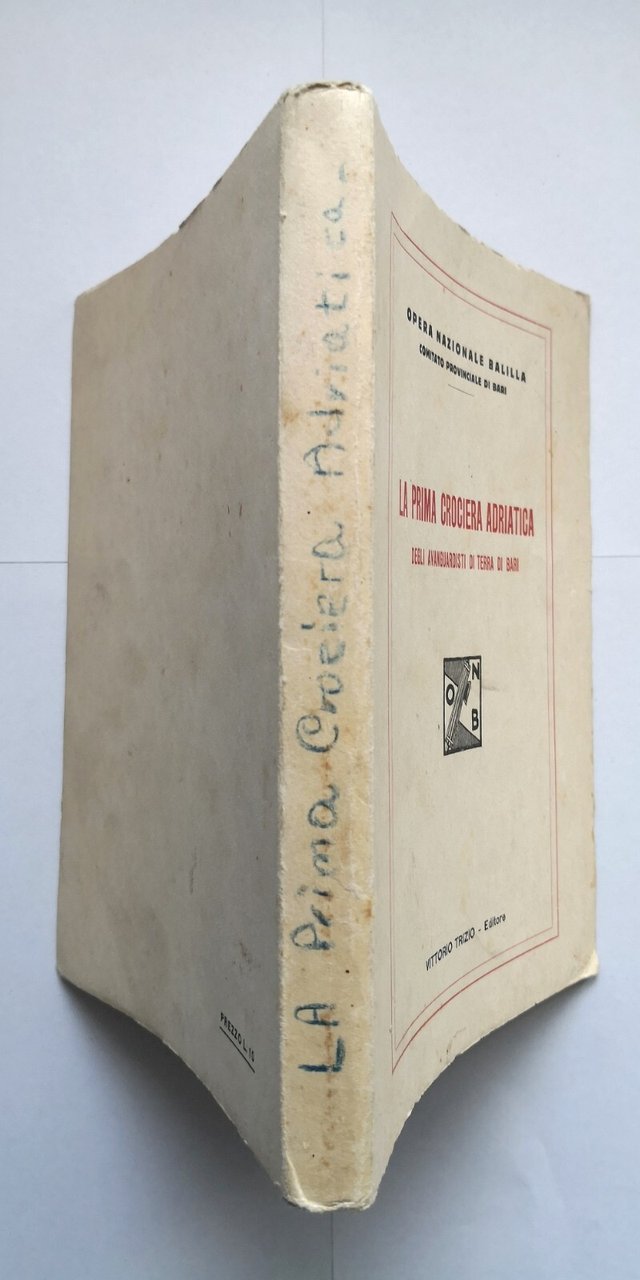 LA Prima Crociera Adriatica.
OPERA NAZIONALE BALILLA
COMITATO PROVINCIALE DI BARI
LA PRIMA CROCIERA ADRIATICA
DEGLI AVANGUARDISTI DI TERRA DI BARI
O N B
VITTORIO TRIZIO - Editore
PREZZO L. 10